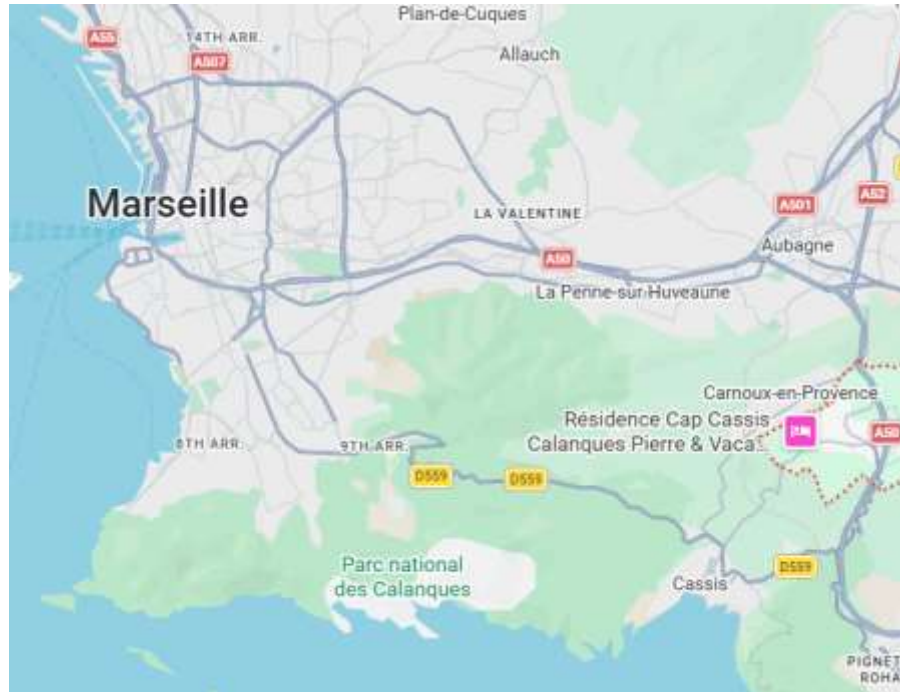 Plan-de-Cuques
A55
14TH ARR.
A507
Allauch
Marseille
LA VALENTINE
A501
A52
A50
Aubagne
La Penne-sur-Huveaune
Carnoux-en-Provence
Résidence Cap Cassis
Calanques Pierre & Vaca...
A50
8TH ARR.
9TH ARR.
D559
D559
Parc national
des Calanques
Cassis
D559
PIGNET
ROHA